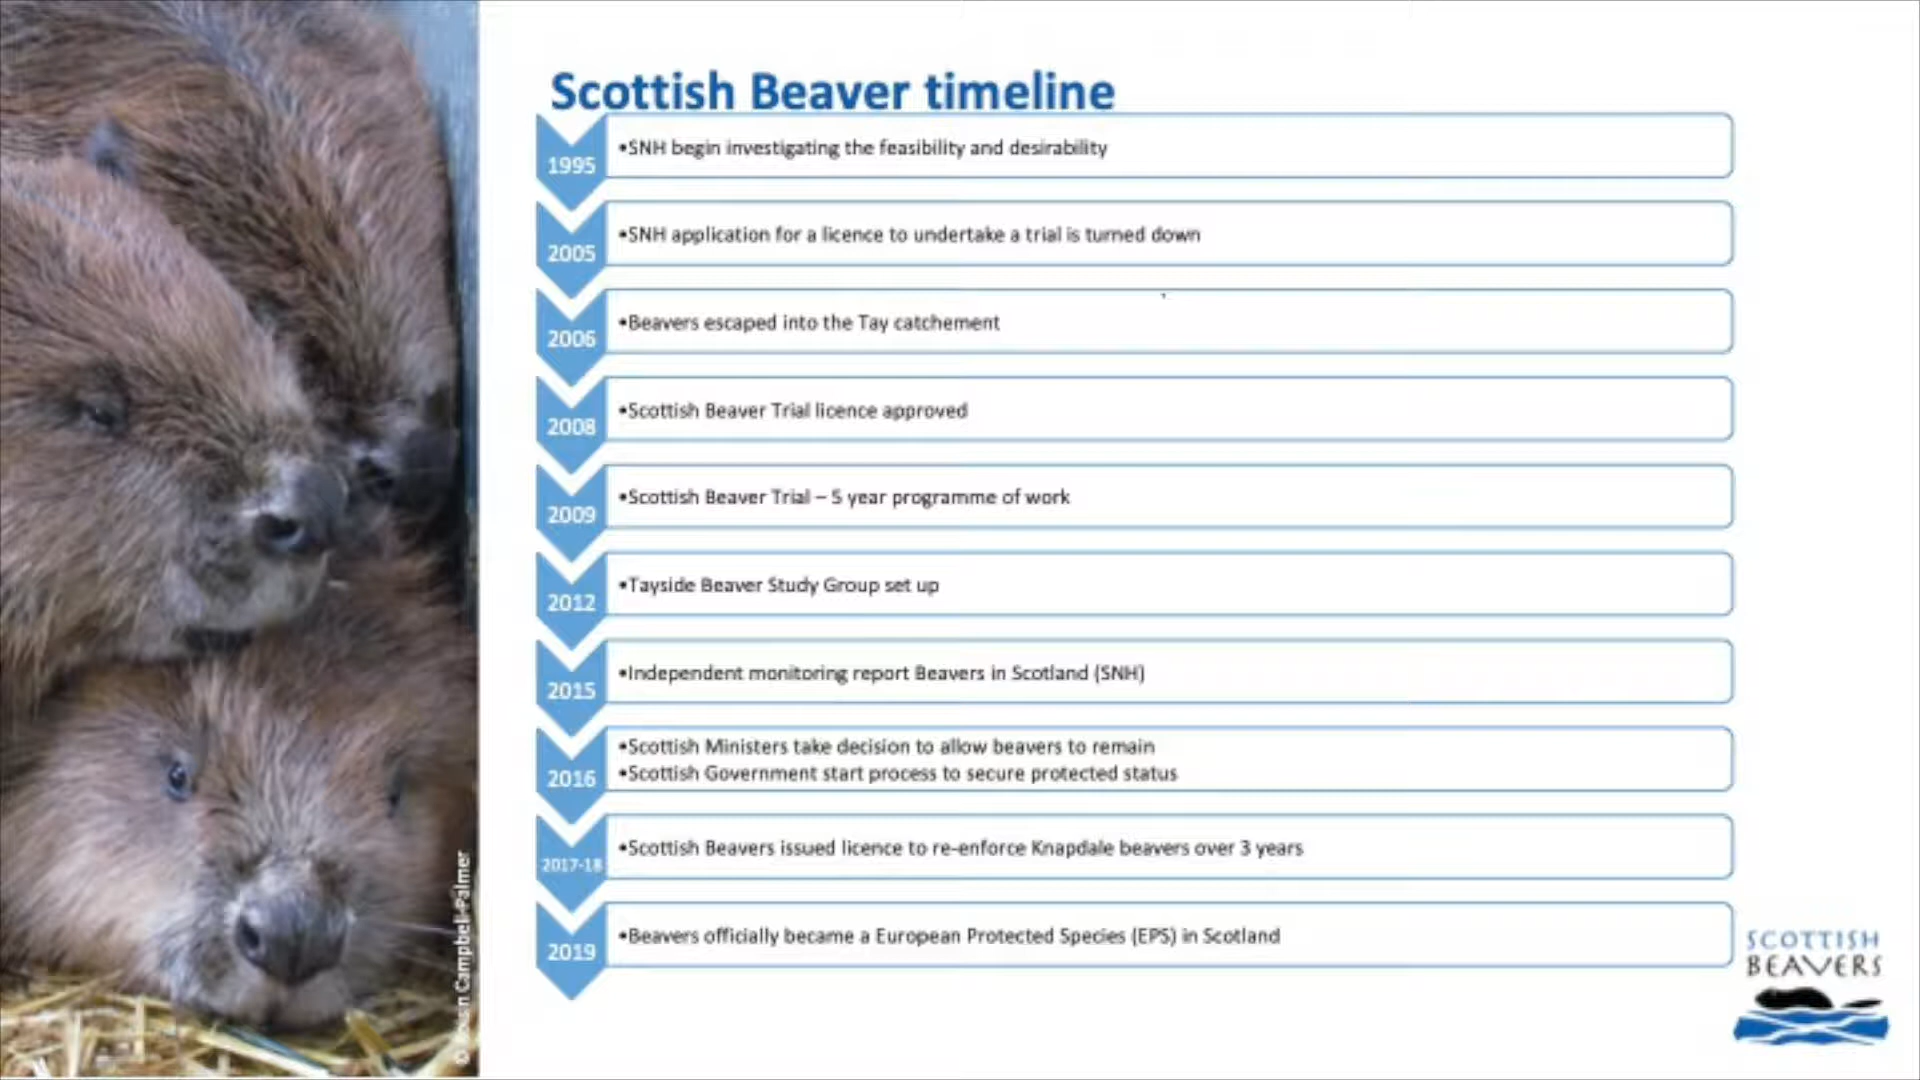 Scottish Beaver timeline
1995
•SNH begin investigating the feasibility and desirability
2005
•SNH application for a licence to undertake a trial is turned down
2006
•Beavers escaped into the Tay catchement
2008
•Scottish Beaver Trial licence approved
2009
•Scottish Beaver Trial – 5 year programme of work
2012
•Tayside Beaver Study Group set up
2015
•Independent monitoring report Beavers in Scotland (SNH)
2016
•Scottish Ministers take decision to allow beavers to remain
•Scottish Government start process to secure protected status
2017-18
•Scottish Beavers issued licence to re-enforce Knapdale beavers over 3 years
2019
•Beavers officially became a European Protected Species (EPS) in Scotland
SCOTTISH
BEAVERS
Campbell-Palmer